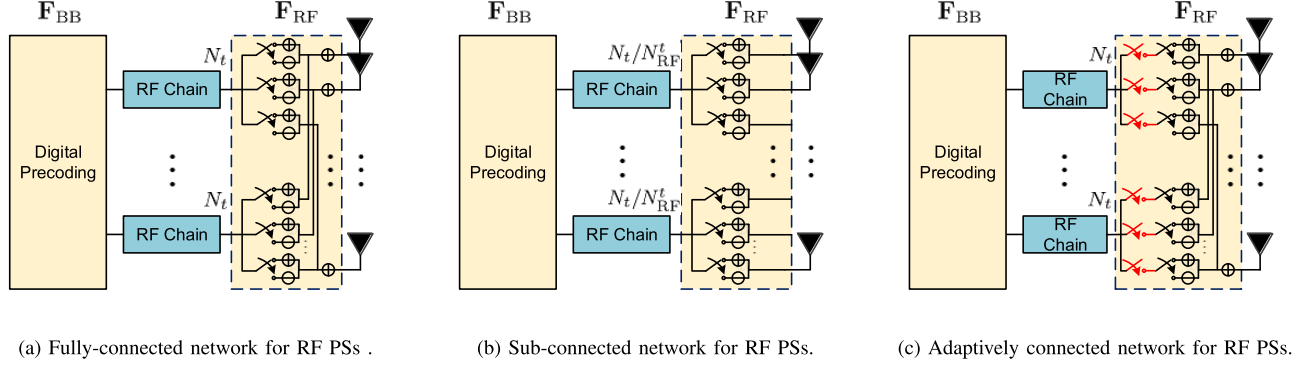 F_BB F_RF F_BB F_RF F_BB F_RF
N_t N_t/N_RF^t N_t
RF Chain RF Chain RF
Chain
Digital
Precoding
Digital
Precoding
Digital
Precoding
N_t N_t/N_RF^t N_t
RF Chain RF Chain RF
Chain
(a) Fully-connected network for RF PSs .
(b) Sub-connected network for RF PSs.
(c) Adaptively connected network for RF PSs.